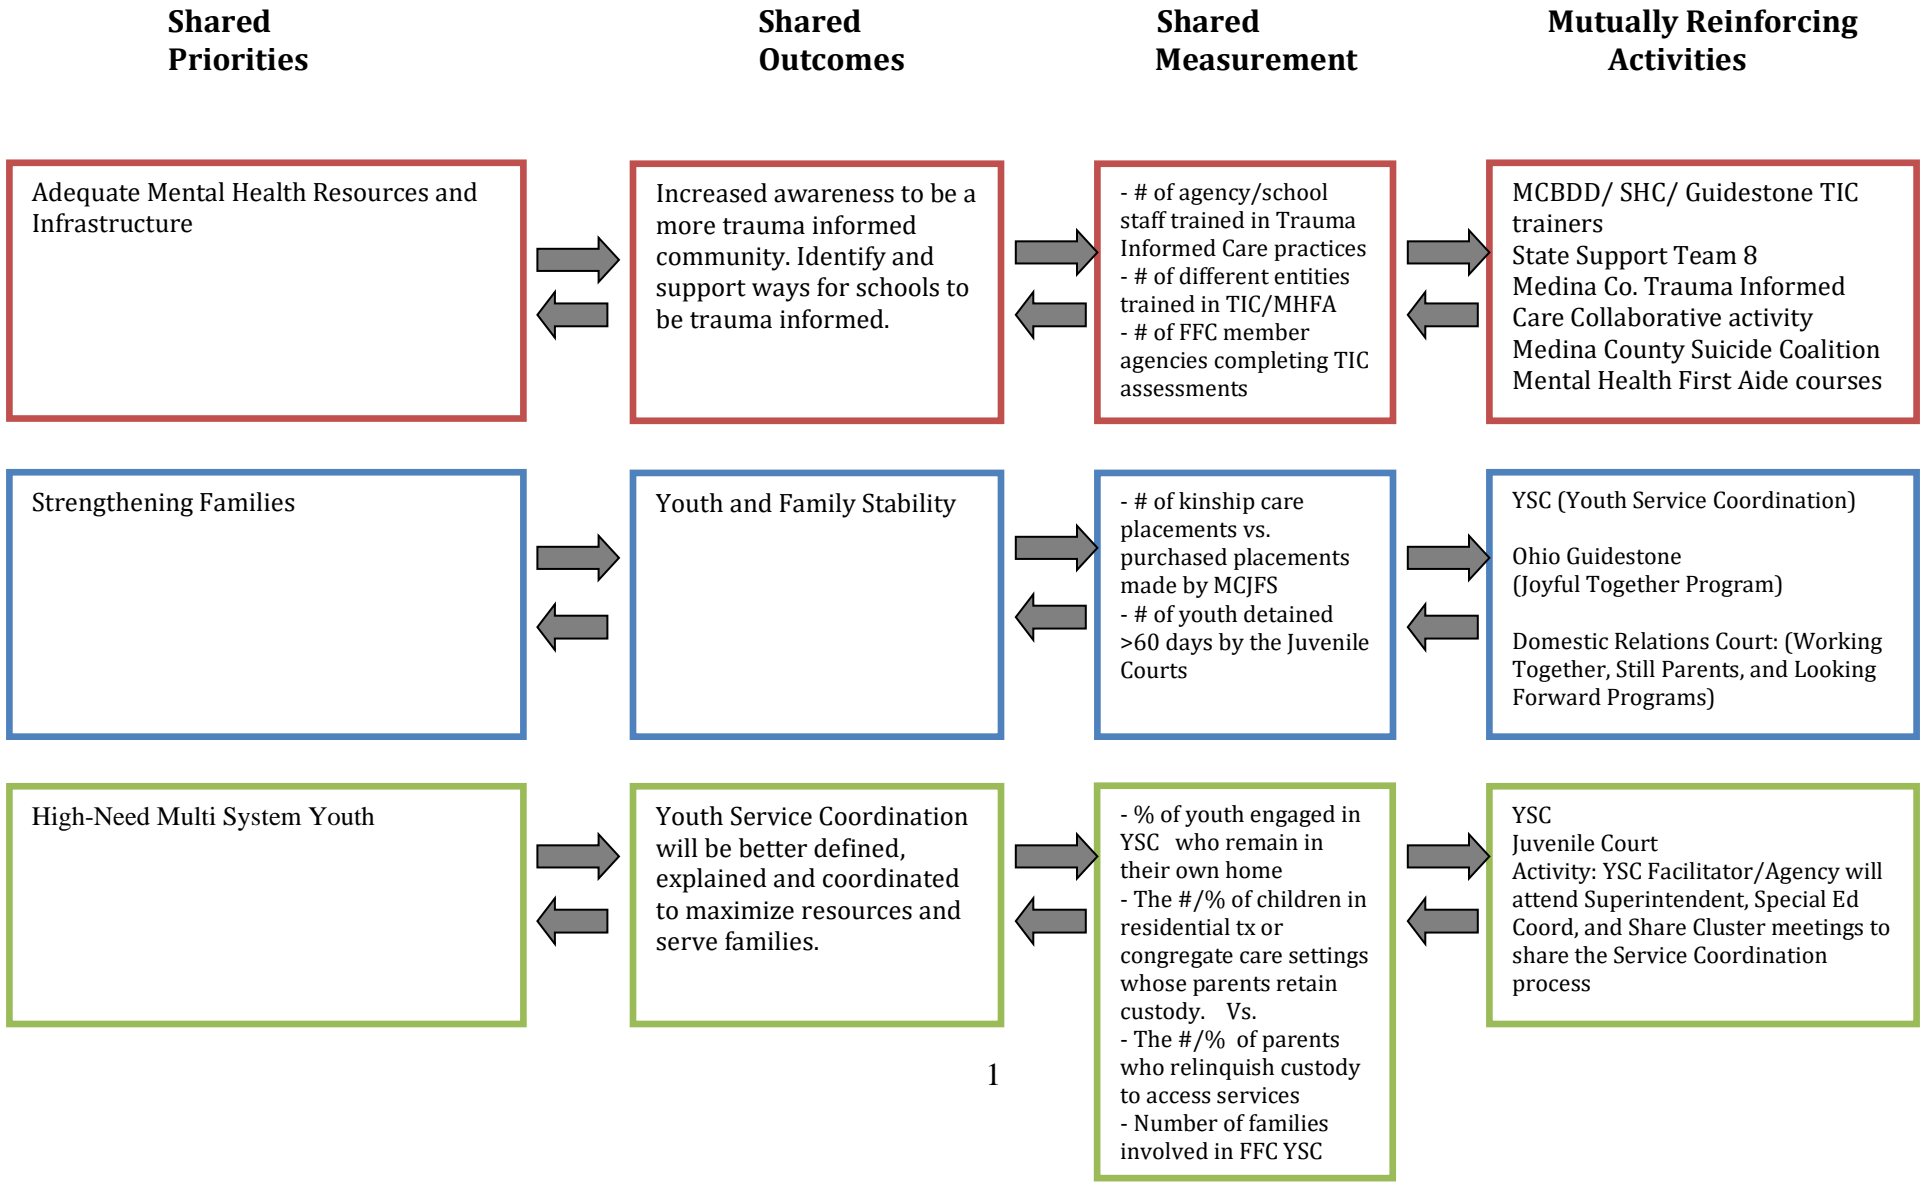 Shared
Priorities
Shared
Outcomes
Shared
Measurement
Mutually Reinforcing
Activities
Adequate Mental Health Resources and
Infrastructure
Increased awareness to be a
more trauma informed
community. Identify and
support ways for schools to
be trauma informed.
- # of agency/school
staff trained in Trauma
Informed Care practices
- # of different entities
trained in TIC/MHFA
- # of FFC member
agencies completing TIC
assessments
MCBDD/ SHC/ Guidestone TIC
trainers
State Support Team 8
Medina Co. Trauma Informed
Care Collaborative activity
Medina County Suicide Coalition
Mental Health First Aide courses
Strengthening Families
Youth and Family Stability
- # of kinship care
placements vs.
purchased placements
made by MCJFS
- # of youth detained
>60 days by the Juvenile
Courts
YSC (Youth Service Coordination)
Ohio Guidestone
(Joyful Together Program)
Domestic Relations Court: (Working
Together, Still Parents, and Looking
Forward Programs)
High-Need Multi System Youth
Youth Service Coordination
will be better defined,
explained and coordinated
to maximize resources and
serve families.
- % of youth engaged in
YSC   who remain in
their own home
- The #/% of children in
residential tx or
congregate care settings
whose parents retain
custody.    Vs.
- The #/%  of parents
who relinquish custody
to access services
- Number of families
involved in FFC YSC
YSC
Juvenile Court
Activity: YSC Facilitator/Agency will
attend Superintendent, Special Ed
Coord, and Share Cluster meetings to
share the Service Coordination
process
1